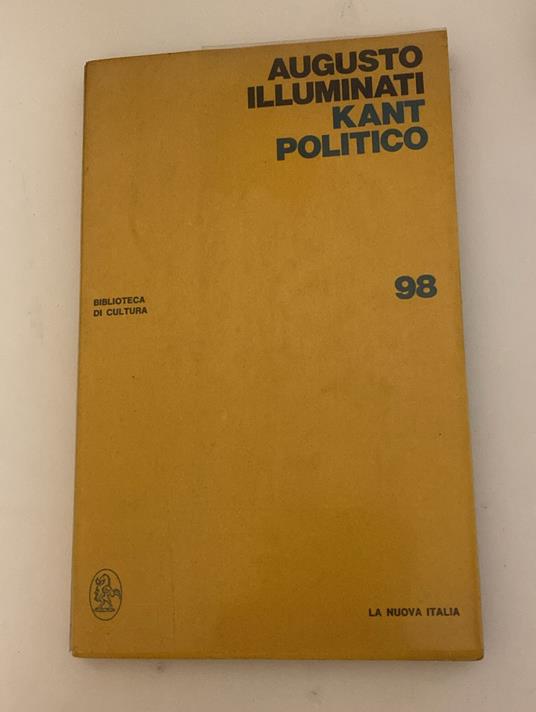 AUGUSTO
ILLUMINATI
KANT
POLITICO
98
BIBLIOTECA
DI CULTURA
LA NUOVA ITALIA